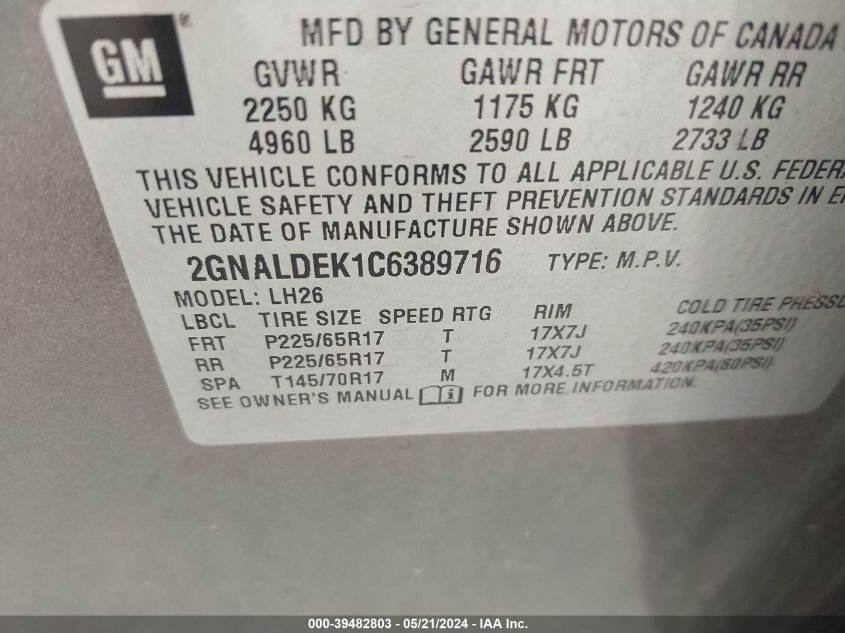 GM®
MFD BY GENERAL MOTORS OF CANADA
GVWR GAWR FRT GAWR RR
2250 KG 1175 KG 1240 KG
4960 LB 2590 LB 2733 LB
THIS VEHICLE CONFORMS TO ALL APPLICABLE U.S. FEDERA
VEHICLE SAFETY AND THEFT PREVENTION STANDARDS IN E
THE DATE OF MANUFACTURE SHOWN ABOVE.
2GNALDEK1C6389716 TYPE: M.P.V.
MODEL: LH26
LBCL TIRE SIZE SPEED RTG RIM COLD TIRE PRESSU
FRT P225/65R17 T 17X7J 240KPA(35PSI)
RR P225/65R17 T 17X7J 240KPA(35PSI)
SPA T145/70R17 M 17X4.5T 420KPA(60PSI)
SEE OWNER'S MANUAL i FOR MORE INFORMATION.
000-39482803 - 05/21/2024 - IAA Inc.